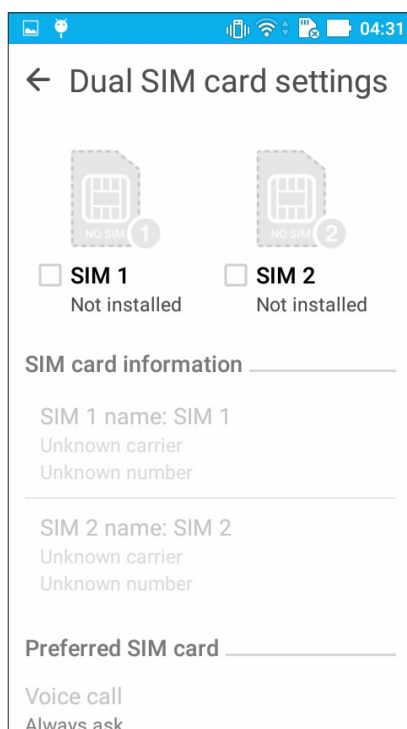 04:31
Dual SIM card settings
NO SIM 1
NO SIM 2
SIM 1
SIM 2
Not installed
Not installed
SIM card information
SIM 1 name: SIM 1
Unknown carrier
Unknown number
SIM 2 name: SIM 2
Unknown carrier
Unknown number
Preferred SIM card
Voice call
Always ask